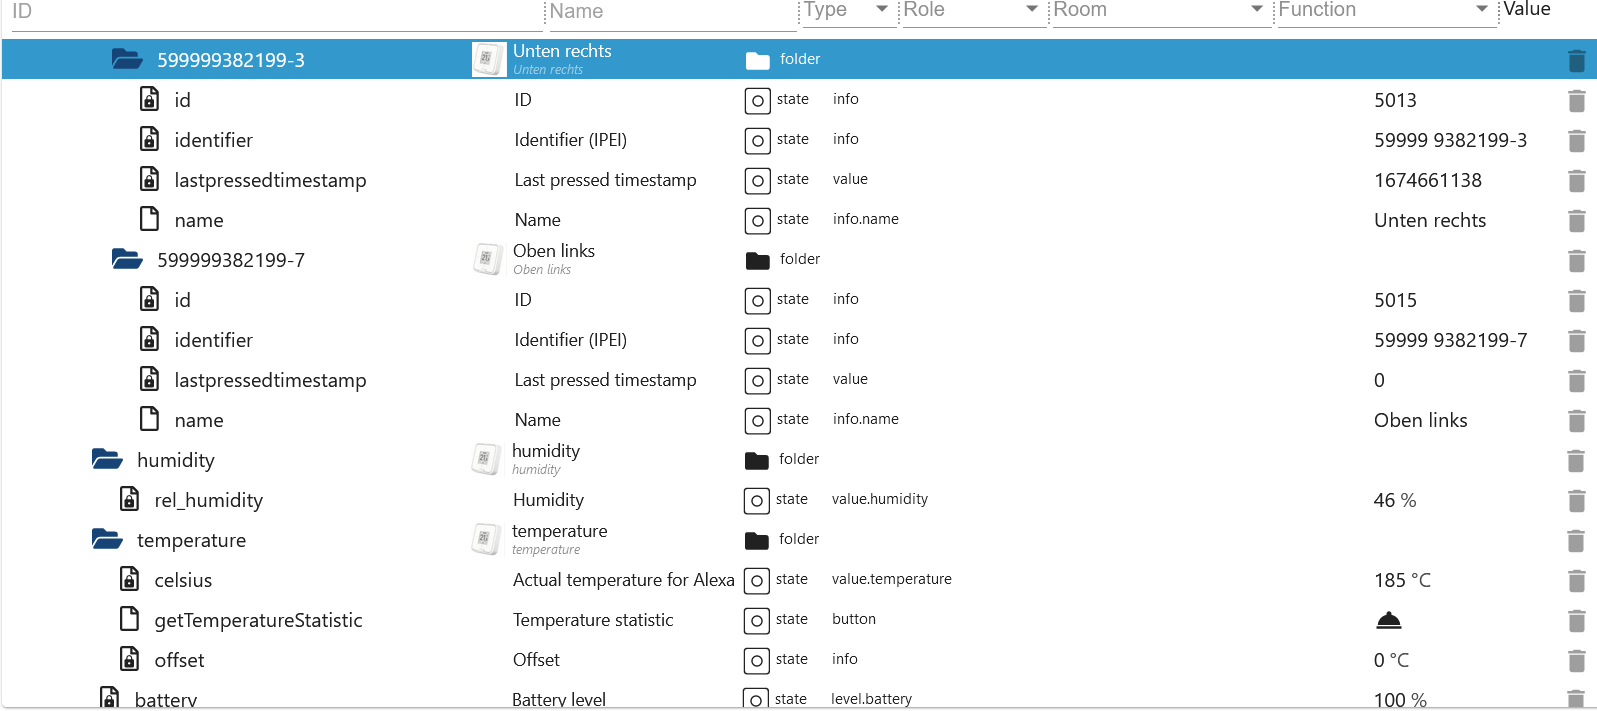 ID Name Type Role Room Function Value
599999382199-3 Unten rechts folder
Unten rechts
id ID state info 5013
identifier Identifier (IPEI) state info 59999 9382199-3
lastpressedtimestamp Last pressed timestamp state value 1674661138
name Name state info.name Unten rechts
599999382199-7 Oben links folder
Oben links
id ID state info 5015
identifier Identifier (IPEI) state info 59999 9382199-7
lastpressedtimestamp Last pressed timestamp state value 0
name Name state info.name Oben links
humidity humidity folder
humidity
rel_humidity Humidity state value.humidity 46 %
temperature temperature folder
temperature
celsius Actual temperature for Alexa state value.temperature 185 °C
getTemperatureStatistic Temperature statistic state button
offset Offset state info 0 °C
battery Battery level state level.battery 100 %